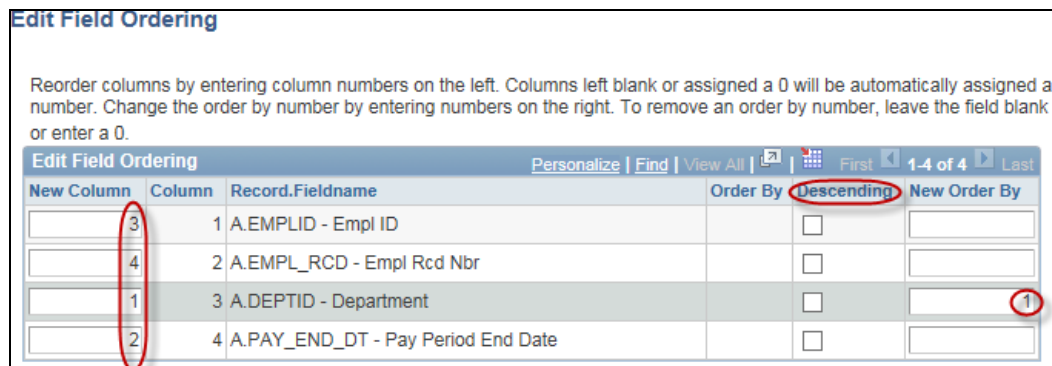 Edit Field Ordering
Reorder columns by entering column numbers on the left. Columns left blank or assigned a 0 will be automatically assigned a
number. Change the order by number by entering numbers on the right. To remove an order by number, leave the field blank
or enter a 0.
Edit Field Ordering Personalize | Find | View All | | First 1-4 of 4 Last
New Column Column Record.Fieldname Order By Descending New Order By
3 1 A.EMPLID - Empl ID
4 2 A.EMPL_RCD - Empl Rcd Nbr
1 3 A.DEPTID - Department 1
2 4 A.PAY_END_DT - Pay Period End Date